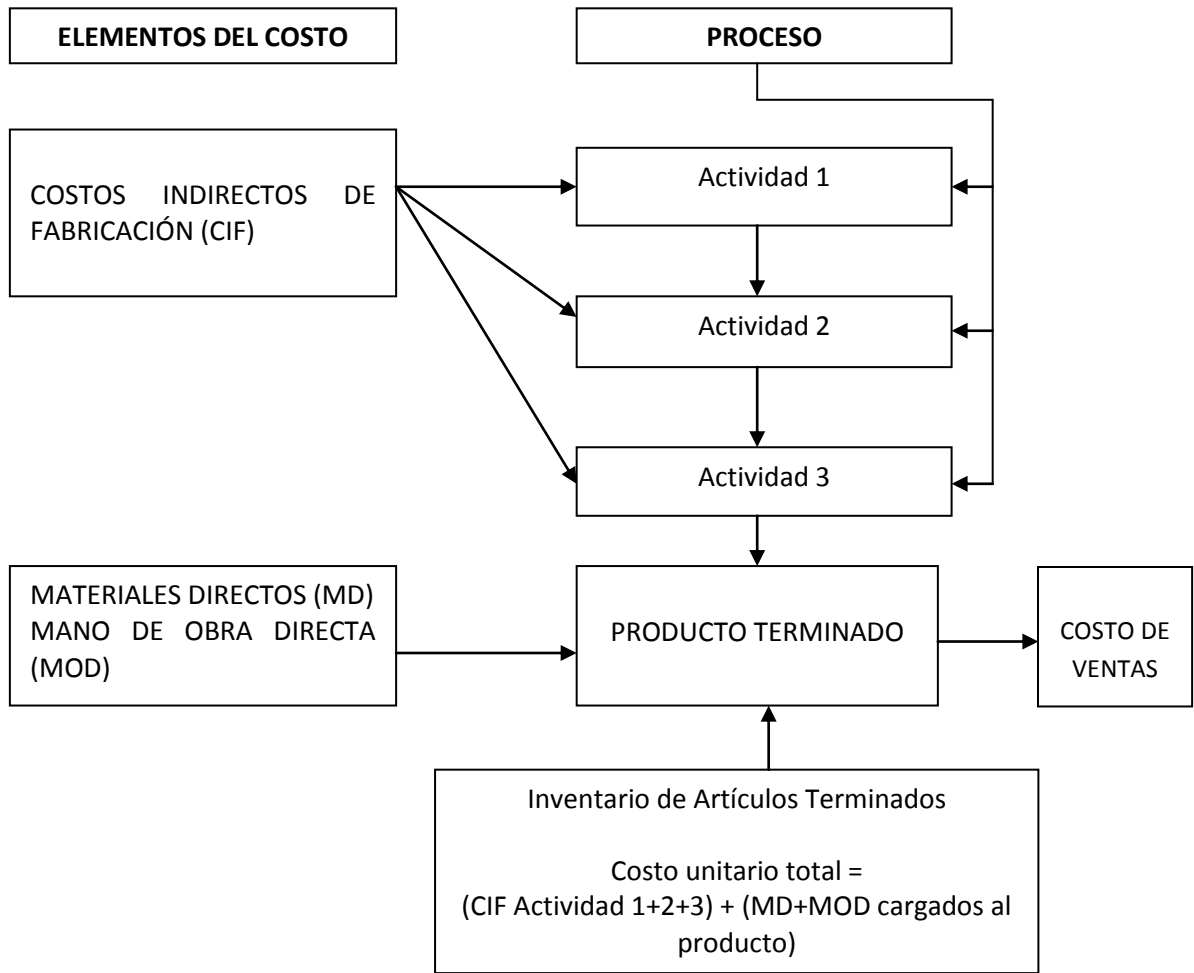 ELEMENTOS DEL COSTO
PROCESO
COSTOS INDIRECTOS DE
FABRICACIÓN (CIF)
Actividad 1
Actividad 2
Actividad 3
MATERIALES DIRECTOS (MD)
MANO DE OBRA DIRECTA
(MOD)
PRODUCTO TERMINADO
COSTO DE
VENTAS
Inventario de Artículos Terminados
Costo unitario total =
(CIF Actividad 1+2+3) + (MD+MOD cargados al
producto)